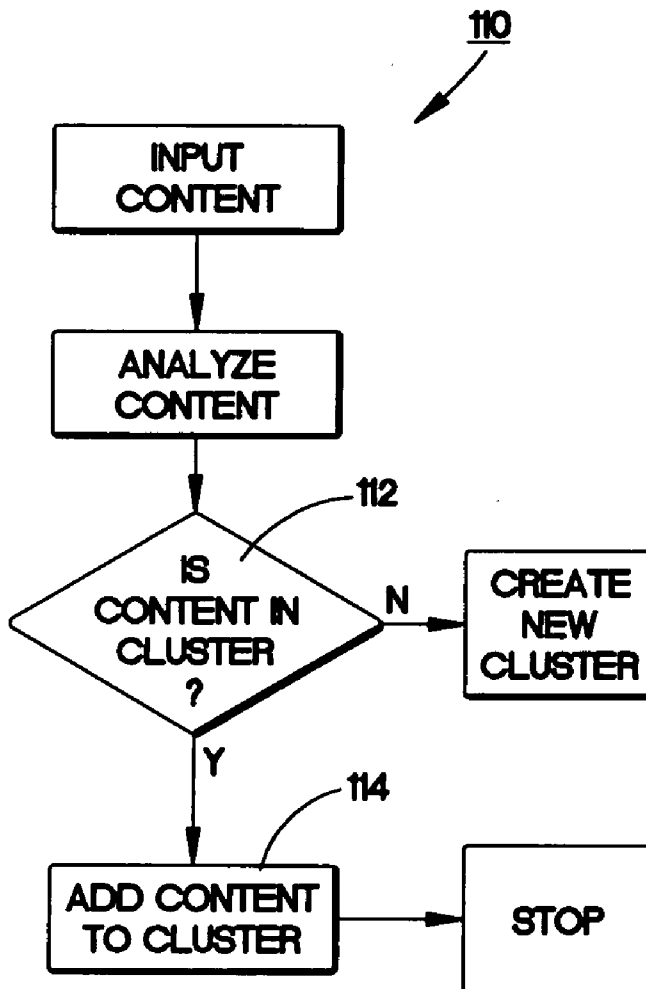 110
INPUT
CONTENT
ANALYZE
CONTENT
112
IS
CONTENT IN
CLUSTER
?
N
CREATE
NEW
CLUSTER
Y
114
ADD CONTENT
TO CLUSTER
STOP